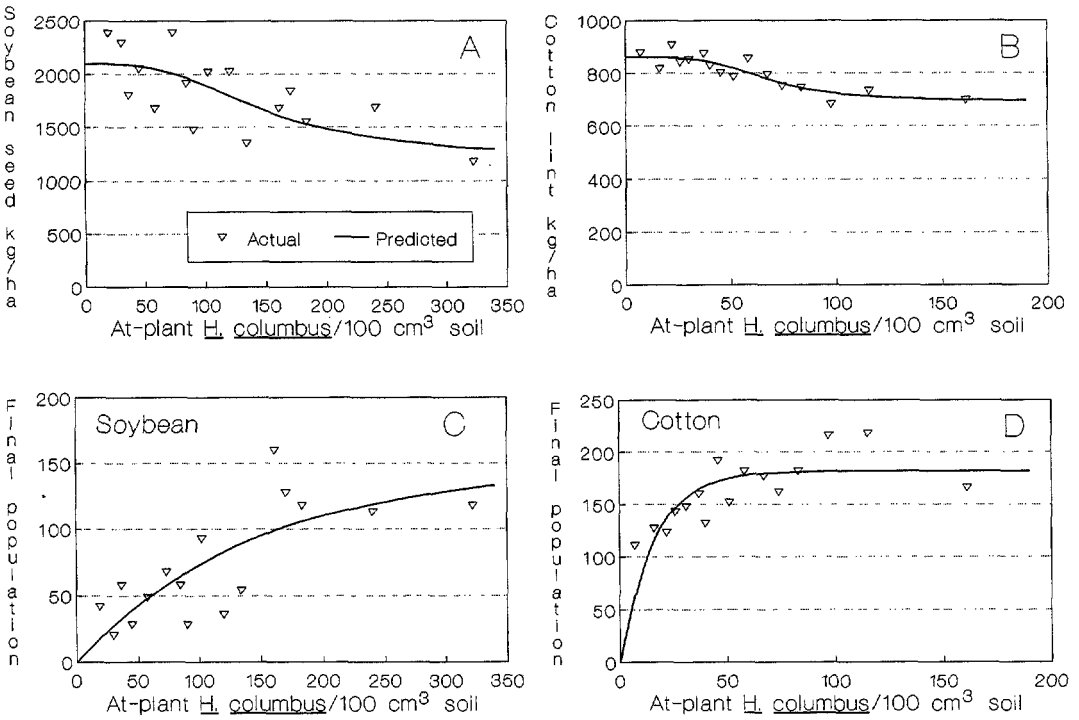 Soybean seed kg/ha
2500
2000
1500
1000
500
0
A
▽ Actual — Predicted
0 50 100 150 200 250 300 350
At-plant H. columbus/100 cm³ soil
Cotton lint kg/ha
1000
800
600
400
200
0
B
0 50 100 150 200
At-plant H. columbus/100 cm³ soil
Final population
200
150
100
50
0
Soybean C
0 50 100 150 200 250 300 350
At-plant H. columbus/100 cm³ soil
Final population
250
200
150
100
50
0
Cotton D
0 50 100 150 200
At-plant H. columbus/100 cm³ soil